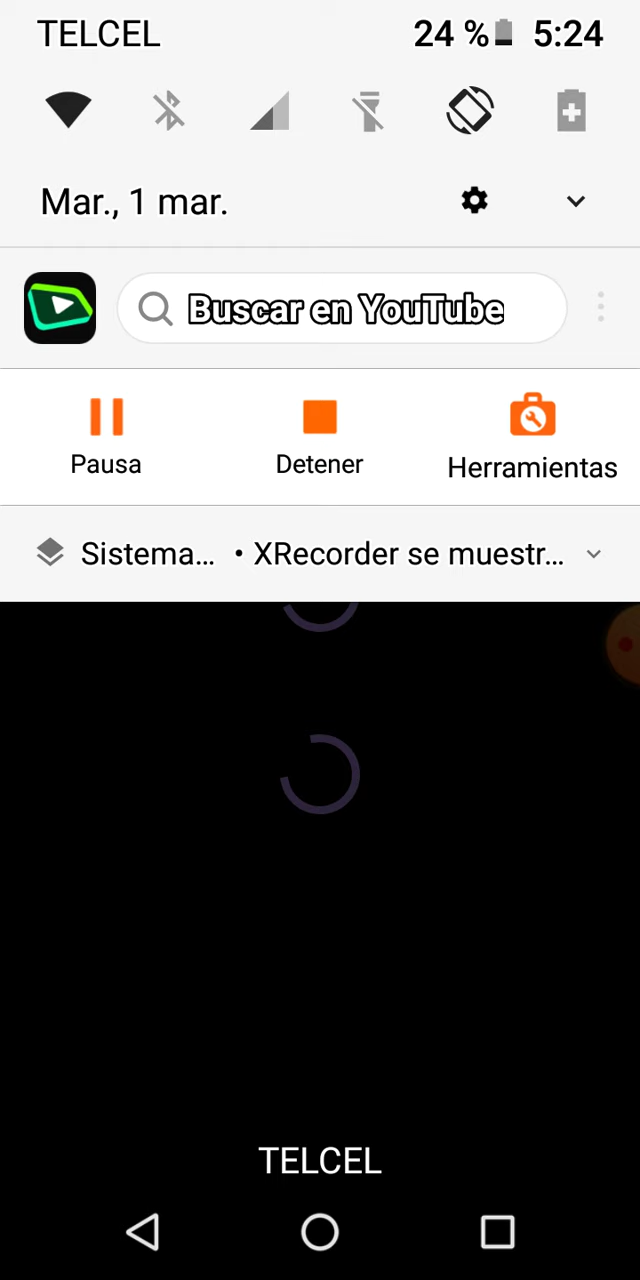 TELCEL 24 % 5:24
Mar., 1 mar.
Buscar en YouTube
Pausa Detener Herramientas
Sistema... • XRecorder se muestr...
TELCEL